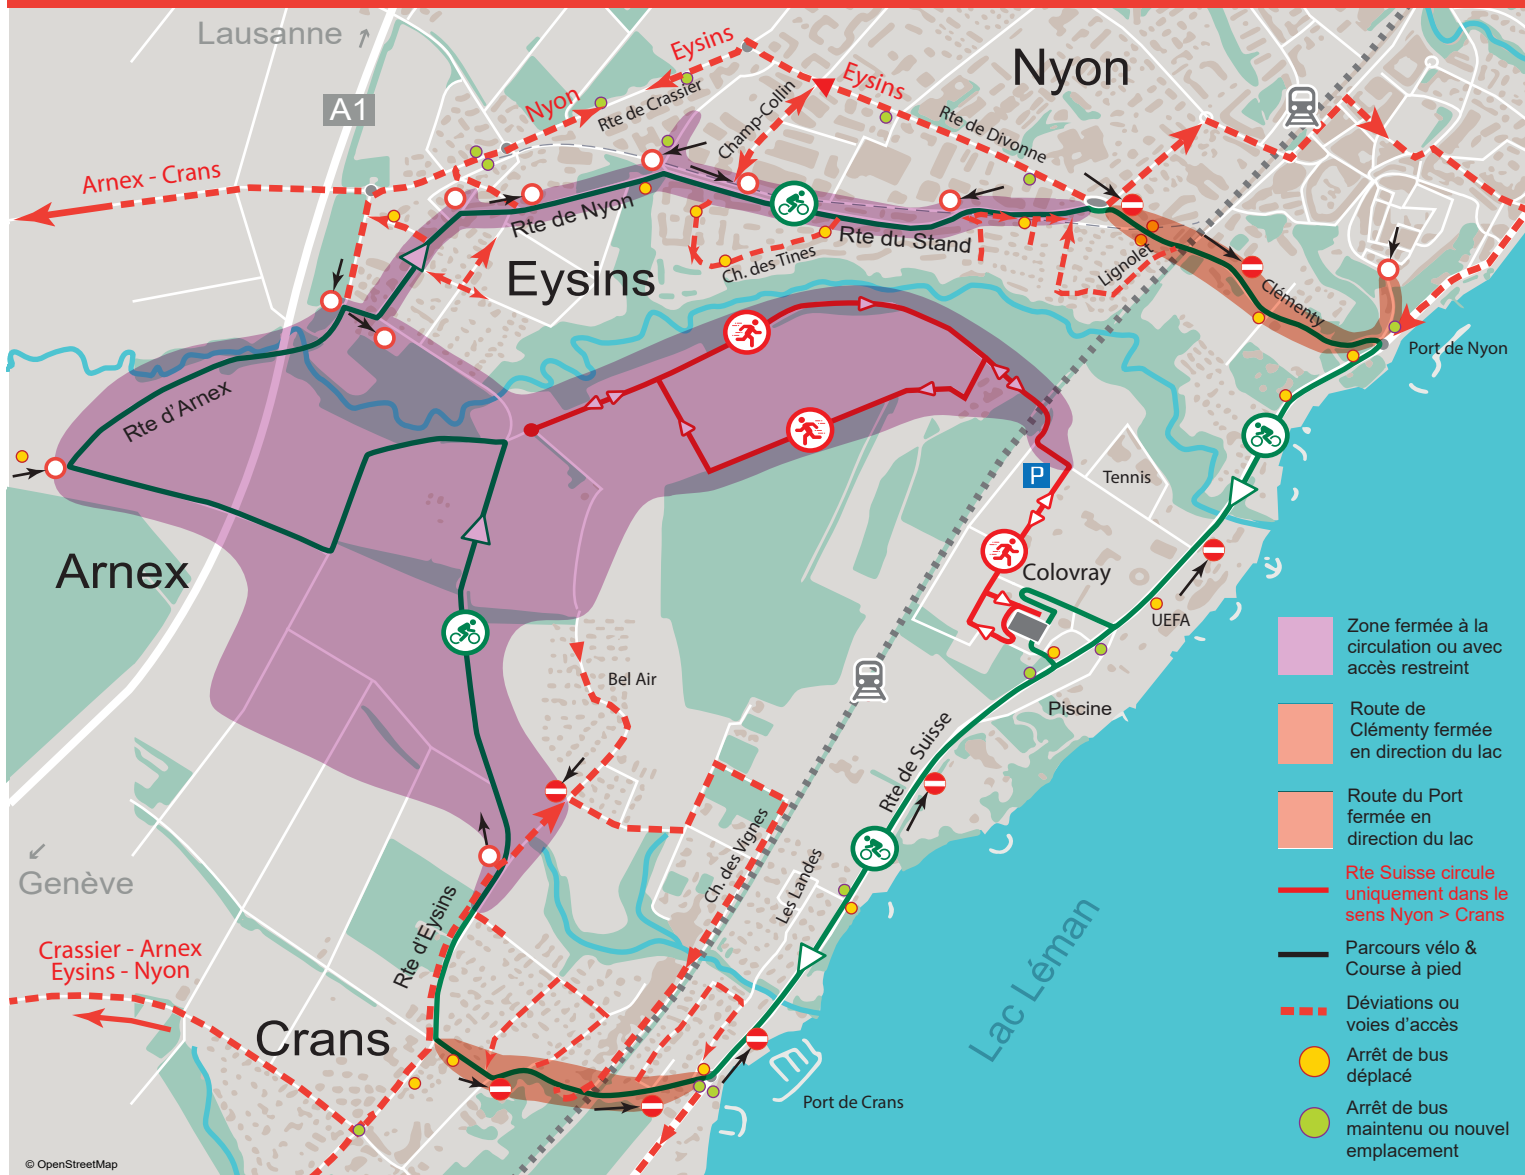 Lausanne
A1
Eysins
Eysins
Nyon
Nyon
Rte de Crassier
Champ-Collin
Rte de Divonne
Arnex - Crans
Rte de Nyon
Rte du Stand
Ch. des Tines
Lignolet
Clémenty
Eysins
Port de Nyon
Rte d'Arnex
P
Tennis
Arnex
Colovray
UEFA
Bel Air
Piscine
Rte de Suisse
Ch. des Vignes
Les Landes
Genève
Rte d'Eysins
Crassier - Arnex
Eysins - Nyon
Crans
Lac Léman
Port de Crans
Zone fermée à la
circulation ou avec
accès restreint
Route de
Clémenty fermée
en direction du lac
Route du Port
fermée en
direction du lac
Rte Suisse circule
uniquement dans le
sens Nyon > Crans
Parcours vélo &
Course à pied
Déviations ou
voies d'accès
Arrêt de bus
déplacé
Arrêt de bus
maintenu ou nouvel
emplacement
© OpenStreetMap